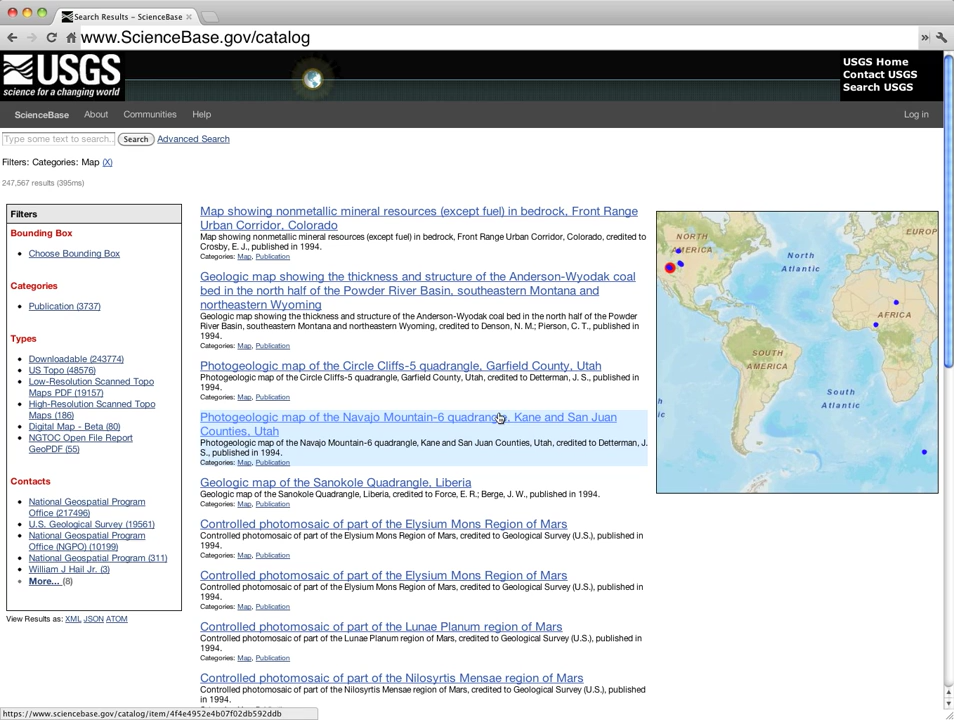 Search Results – ScienceBase
www.ScienceBase.gov/catalog
USGS
science for a changing world
USGS Home
Contact USGS
Search USGS
ScienceBase About Communities Help Log in
Type some text to search.. Search Advanced Search
Filters: Categories: Map (X)
247,567 results (395ms)
Filters
Bounding Box
Choose Bounding Box
Categories
Publication (3737)
Types
Downloadable (243774)
US Topo (48576)
Low-Resolution Scanned Topo
Maps PDF (19157)
High-Resolution Scanned Topo
Maps (186)
Digital Map - Beta (80)
NGTOC Open File Report
GeoPDF (55)
Contacts
National Geospatial Program
Office (217496)
U.S. Geological Survey (19561)
National Geospatial Program
Office (NGPO) (10199)
National Geospatial Program (311)
William J Hail Jr. (3)
More... (8)
View Results as: XML JSON ATOM
Map showing nonmetallic mineral resources (except fuel) in bedrock, Front Range
Urban Corridor, Colorado
Map showing nonmetallic mineral resources (except fuel) in bedrock, Front Range Urban Corridor, Colorado, credited to
Crosby, E. J., published in 1994.
Categories: Map, Publication
Geologic map showing the thickness and structure of the Anderson-Wyodak coal
bed in the north half of the Powder River Basin, southeastern Montana and
northeastern Wyoming
Geologic map showing the thickness and structure of the Anderson-Wyodak coal bed in the north half of the Powder
River Basin, southeastern Montana and northeastern Wyoming, credited to Denson, N. M.; Pierson, C. T., published in
1994.
Categories: Map, Publication
Photogeologic map of the Circle Cliffs-5 quadrangle, Garfield County, Utah
Photogeologic map of the Circle Cliffs-5 quadrangle, Garfield County, Utah, credited to Detterman, J. S., published in
1994.
Categories: Map, Publication
Photogeologic map of the Navajo Mountain-6 quadrangle, Kane and San Juan
Counties, Utah
Photogeologic map of the Navajo Mountain-6 quadrangle, Kane and San Juan Counties, Utah, credited to Detterman, J.
S., published in 1994.
Categories: Map, Publication
Geologic map of the Sanokole Quadrangle, Liberia
Geologic map of the Sanokole Quadrangle, Liberia, credited to Force, E. R.; Berge, J. W., published in 1994.
Categories: Map, Publication
Controlled photomosaic of part of the Elysium Mons Region of Mars
Controlled photomosaic of part of the Elysium Mons Region of Mars, credited to Geological Survey (U.S.), published in
1994.
Categories: Map, Publication
Controlled photomosaic of part of the Elysium Mons Region of Mars
Controlled photomosaic of part of the Elysium Mons Region of Mars, credited to Geological Survey (U.S.), published in
1994.
Categories: Map, Publication
Controlled photomosaic of part of the Lunae Planum region of Mars
Controlled photomosaic of part of the Lunae Planum region of Mars, credited to Geological Survey (U.S.), published in
1994.
Categories: Map, Publication
Controlled photomosaic of part of the Nilosyrtis Mensae region of Mars
Controlled photomosaic of part of the Nilosyrtis Mensae region of Mars, credited to Geological Survey (U.S.), published
in 1994.
NORTH
AMERICA
EUROP
North
Atlantic
AFRICA
SOUTH
AMERICA
South
Atlantic
https://www.sciencebase.gov/catalog/item/4f4e4952e4b07f02db592ddb